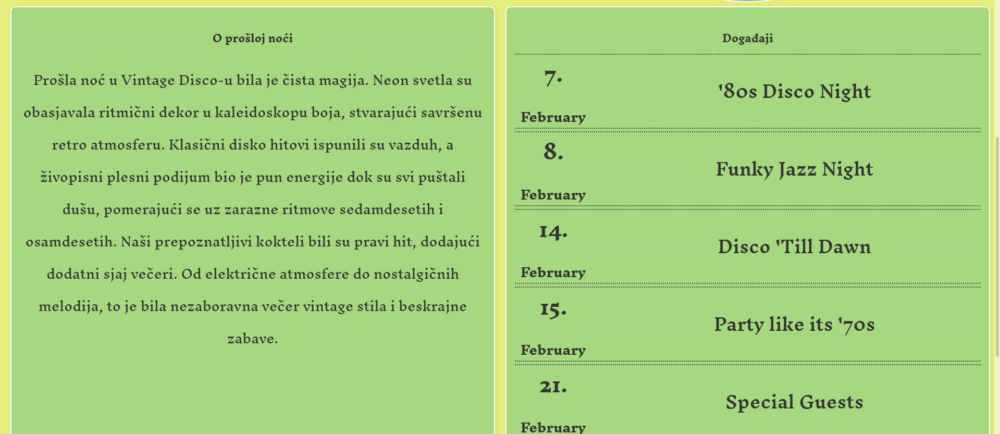 O prošloj noći
Prošla noć u Vintage Disco-u bila je čista magija. Neon svetla su
obasjavala ritmični dekor u kaleidoskopu boja, stvarajući savršenu
retro atmosferu. Klasični disko hitovi ispunili su vazduh, a
živopisni plesni podijum bio je pun energije dok su svi puštali
dušu, pomerajući se uz zarazne ritmove sedamdesetih i
osamdesetih. Naši prepoznatljivi kokteli bili su pravi hit, dodajući
dodatni sjaj večeri. Od električne atmosfere do nostalgičnih
melodija, to je bila nezaboravna večer vintage stila i beskrajne
zabave.
Događaji
7.
February
'80s Disco Night
8.
February
Funky Jazz Night
14.
February
Disco 'Till Dawn
15.
February
Party like its '70s
21.
February
Special Guests